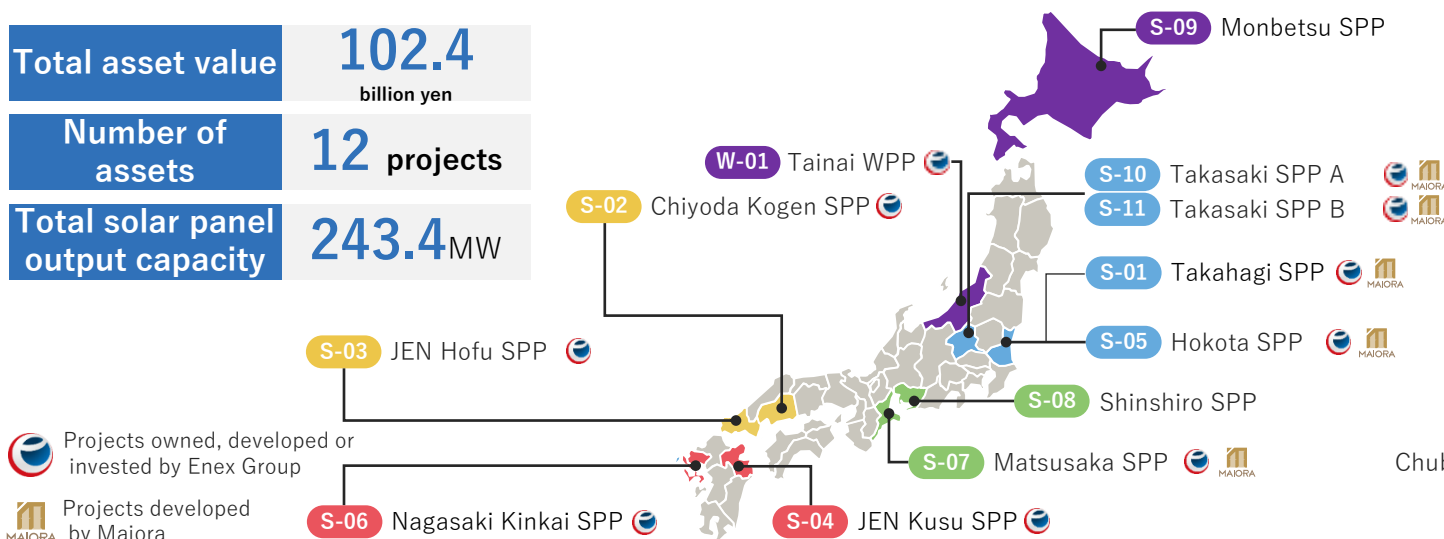 Total asset value
102.4
billion yen
Number of
assets
12 projects
Total solar panel
output capacity
243.4MW
S-09 Monbetsu SPP
W-01 Tainai WPP
S-02 Chiyoda Kogen SPP
S-10 Takasaki SPP A
MAIORA
S-11 Takasaki SPP B
MAIORA
S-01 Takahagi SPP
MAIORA
S-03 JEN Hofu SPP
S-05 Hokota SPP
MAIORA
S-08 Shinshiro SPP
S-07 Matsusaka SPP
MAIORA
Chub
S-06 Nagasaki Kinkai SPP
S-04 JEN Kusu SPP
Projects owned, developed or
invested by Enex Group
Projects developed
by Maiora
MAIORA